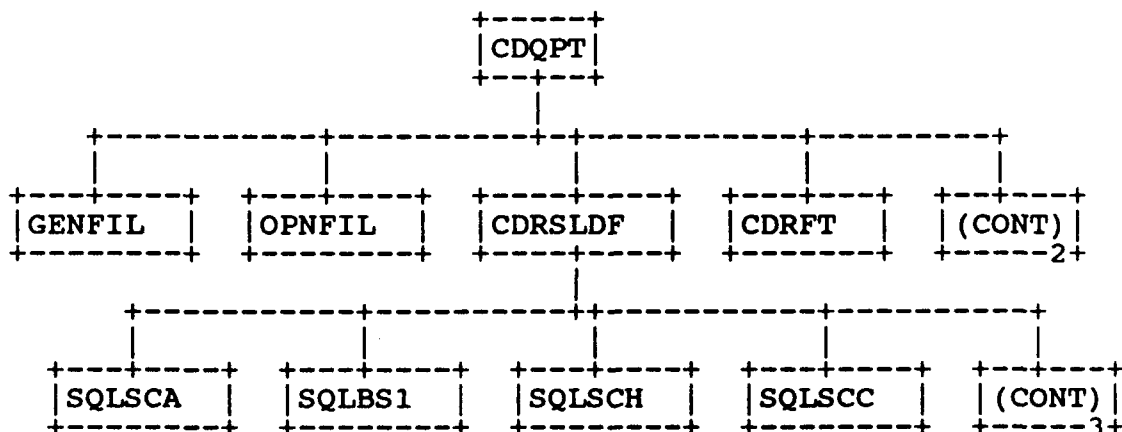 CDQPT
GENFIL OPNFIL CDRSLDF CDRFT (CONT)
2
SQLSCA SQLBS1 SQLSCH SQLSCC (CONT)
3